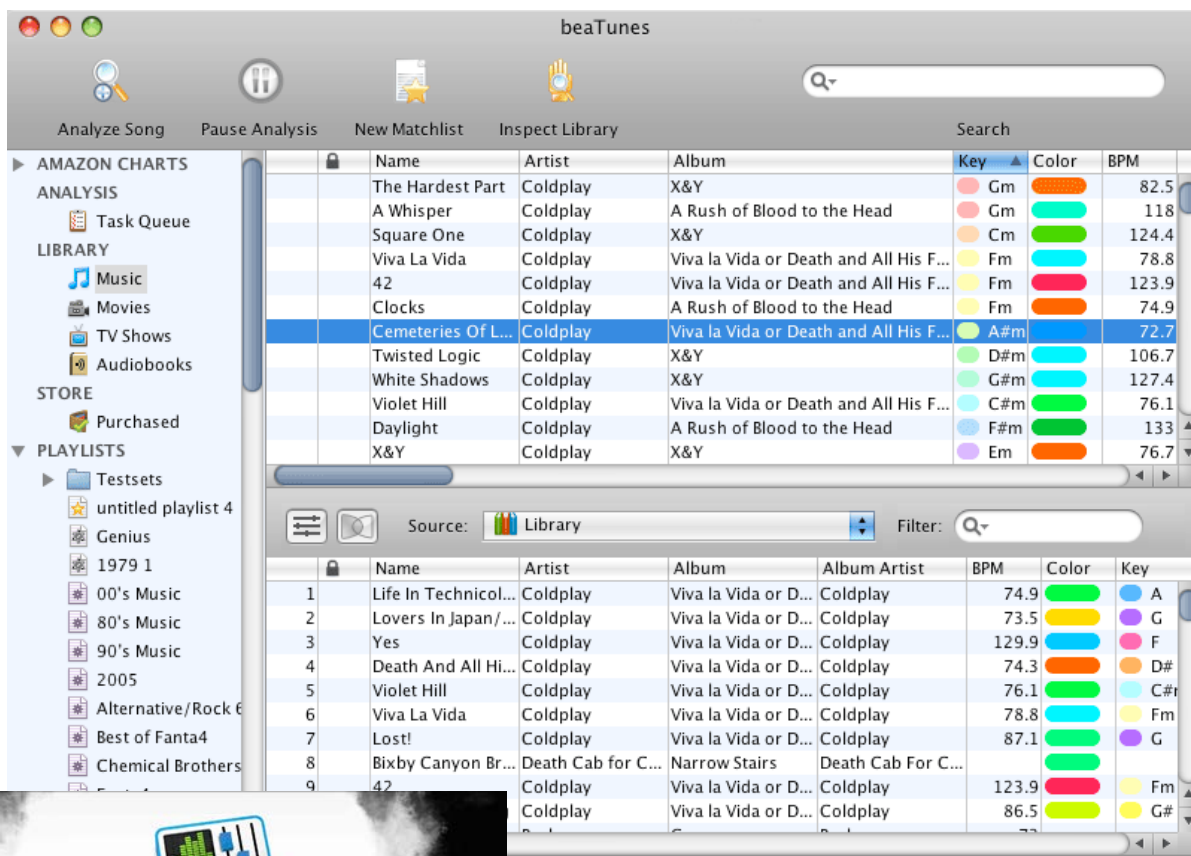 beaTunes
Analyze Song Pause Analysis New Matchlist Inspect Library Search
AMAZON CHARTS
ANALYSIS
Task Queue
LIBRARY
Music
Movies
TV Shows
Audiobooks
STORE
Purchased
PLAYLISTS
Testsets
untitled playlist 4
Genius
1979 1
00's Music
80's Music
90's Music
2005
Alternative/Rock 6
Best of Fanta4
Chemical Brothers
Name Artist Album Key Color BPM
The Hardest Part Coldplay X&Y Gm 82.5
A Whisper Coldplay A Rush of Blood to the Head Gm 118
Square One Coldplay X&Y Cm 124.4
Viva La Vida Coldplay Viva la Vida or Death and All His F... Fm 78.8
42 Coldplay Viva la Vida or Death and All His F... Fm 123.9
Clocks Coldplay A Rush of Blood to the Head Fm 74.9
Cemeteries Of L... Coldplay Viva la Vida or Death and All His F... A#m 72.7
Twisted Logic Coldplay X&Y D#m 106.7
White Shadows Coldplay X&Y G#m 127.4
Violet Hill Coldplay Viva la Vida or Death and All His F... C#m 76.1
Daylight Coldplay A Rush of Blood to the Head F#m 133
X&Y Coldplay X&Y Em 76.7
Source: Library Filter:
Name Artist Album Album Artist BPM Color Key
1 Life In Technicol... Coldplay Viva la Vida or D... Coldplay 74.9 A
2 Lovers In Japan/... Coldplay Viva la Vida or D... Coldplay 73.5 G
3 Yes Coldplay Viva la Vida or D... Coldplay 129.9 F
4 Death And All Hi... Coldplay Viva la Vida or D... Coldplay 74.3 D#
5 Violet Hill Coldplay Viva la Vida or D... Coldplay 76.1 C#
6 Viva La Vida Coldplay Viva la Vida or D... Coldplay 78.8 Fm
7 Lost! Coldplay Viva la Vida or D... Coldplay 87.1 G
8 Bixby Canyon Br... Death Cab for C... Narrow Stairs Death Cab For C...
9 42 Coldplay Viva la Vida or D... Coldplay 123.9 Fm
Coldplay Viva la Vida or D... Coldplay 86.5 G#